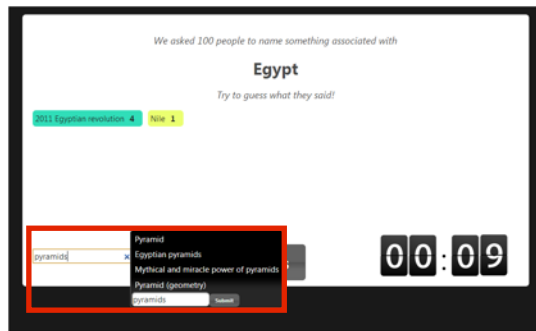 We asked 100 people to name something associated with
Egypt
Try to guess what they said!
2011 Egyptian revolution 4 Nile 1
Pyramid
Egyptian pyramids
Mythical and miracle power of pyramids
Pyramid (geometry)
pyramids ×
pyramids Submit
00:09